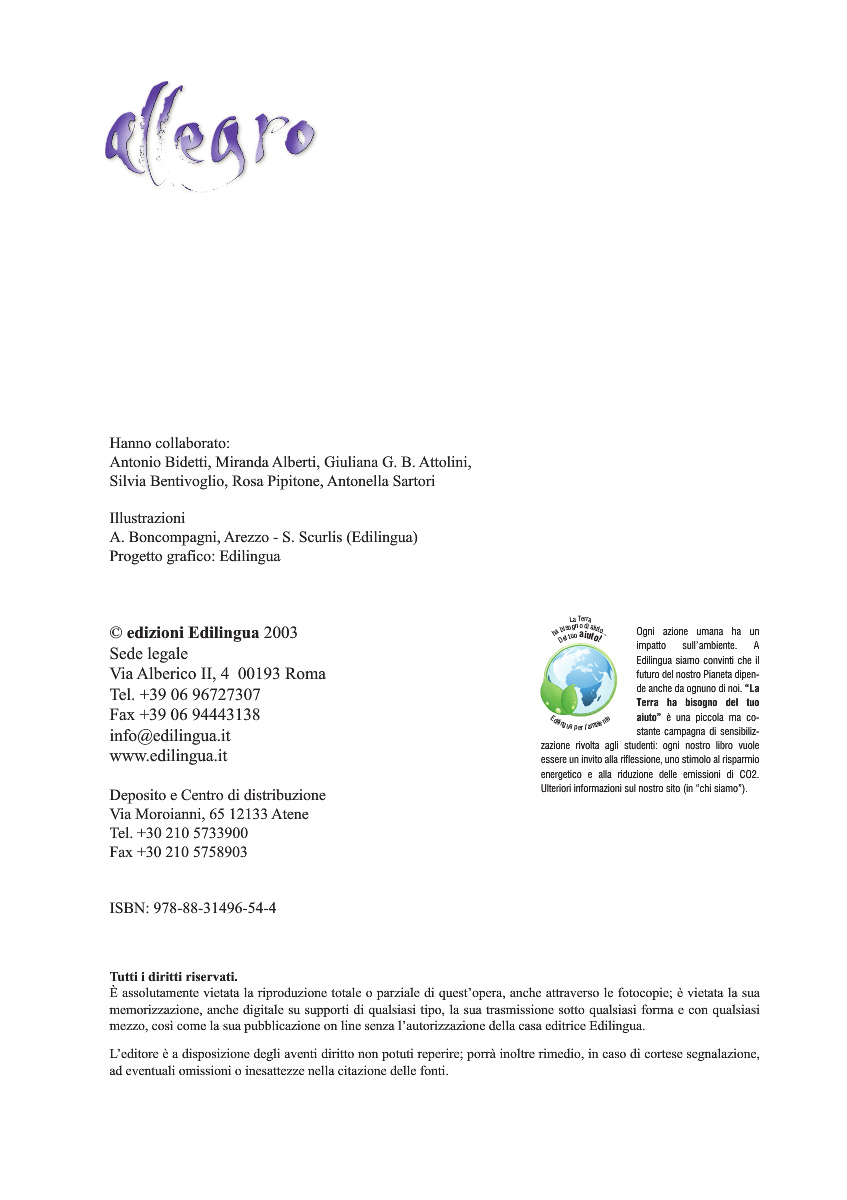 allegro
Hanno collaborato:
Antonio Bidetti, Miranda Alberti, Giuliana G. B. Attolini,
Silvia Bentivoglio, Rosa Pipitone, Antonella Sartori
Illustrazioni
A. Boncompagni, Arezzo - S. Scurlis (Edilingua)
Progetto grafico: Edilingua
© edizioni Edilingua 2003
Sede legale
Via Alberico II, 4 00193 Roma
Tel. +39 06 96727307
Fax +39 06 94443138
info@edilingua.it
www.edilingua.it
Deposito e Centro di distribuzione
Via Moroianni, 65 12133 Atene
Tel. +30 210 5733900
Fax +30 210 5758903
ISBN: 978-88-31496-54-4
La Terra
ha bisogno di aiuto...
Del tuo aiuto!
Edilingua per l'ambiente
Ogni azione umana ha un
impatto sull'ambiente. A
Edilingua siamo convinti che il
futuro del nostro Pianeta dipen-
de anche da ognuno di noi. “La
Terra ha bisogno del tuo
aiuto” è una piccola ma co-
stante campagna di sensibiliz-
zazione rivolta agli studenti: ogni nostro libro vuole
essere un invito alla riflessione, uno stimolo al risparmio
energetico e alla riduzione delle emissioni di CO2.
Ulteriori informazioni sul nostro sito (in “chi siamo”).
Tutti i diritti riservati.
È assolutamente vietata la riproduzione totale o parziale di quest’opera, anche attraverso le fotocopie; è vietata la sua
memorizzazione, anche digitale su supporti di qualsiasi tipo, la sua trasmissione sotto qualsiasi forma e con qualsiasi
mezzo, così come la sua pubblicazione on line senza l’autorizzazione della casa editrice Edilingua.
L’editore è a disposizione degli aventi diritto non potuti reperire; porrà inoltre rimedio, in caso di cortese segnalazione,
ad eventuali omissioni o inesattezze nella citazione delle fonti.